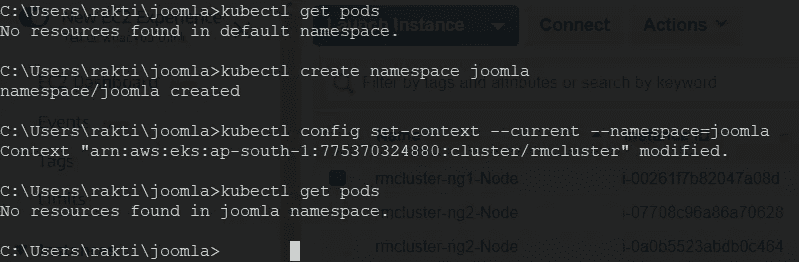 C:\Users\rakti\joomla>kubectl get pods
No resources found in default namespace.
C:\Users\rakti\joomla>kubectl create namespace joomla
namespace/joomla created
C:\Users\rakti\joomla>kubectl config set-context --current --namespace=joomla
Context "arn:aws:eks:ap-south-1:775370324880:cluster/rmcluster" modified.
C:\Users\rakti\joomla>kubectl get pods
No resources found in joomla namespace.
C:\Users\rakti\joomla>
Launch Instance
Connect
Actions
Filter by tags and attributes or search by keyword
Tags
Limits
rmcluster-ng1-Node i-00261f7b82047a08d
rmcluster-ng2-Node i-07708c96a86a70628
rmcluster-ng2-Node i-0a0b5523abdb0c464